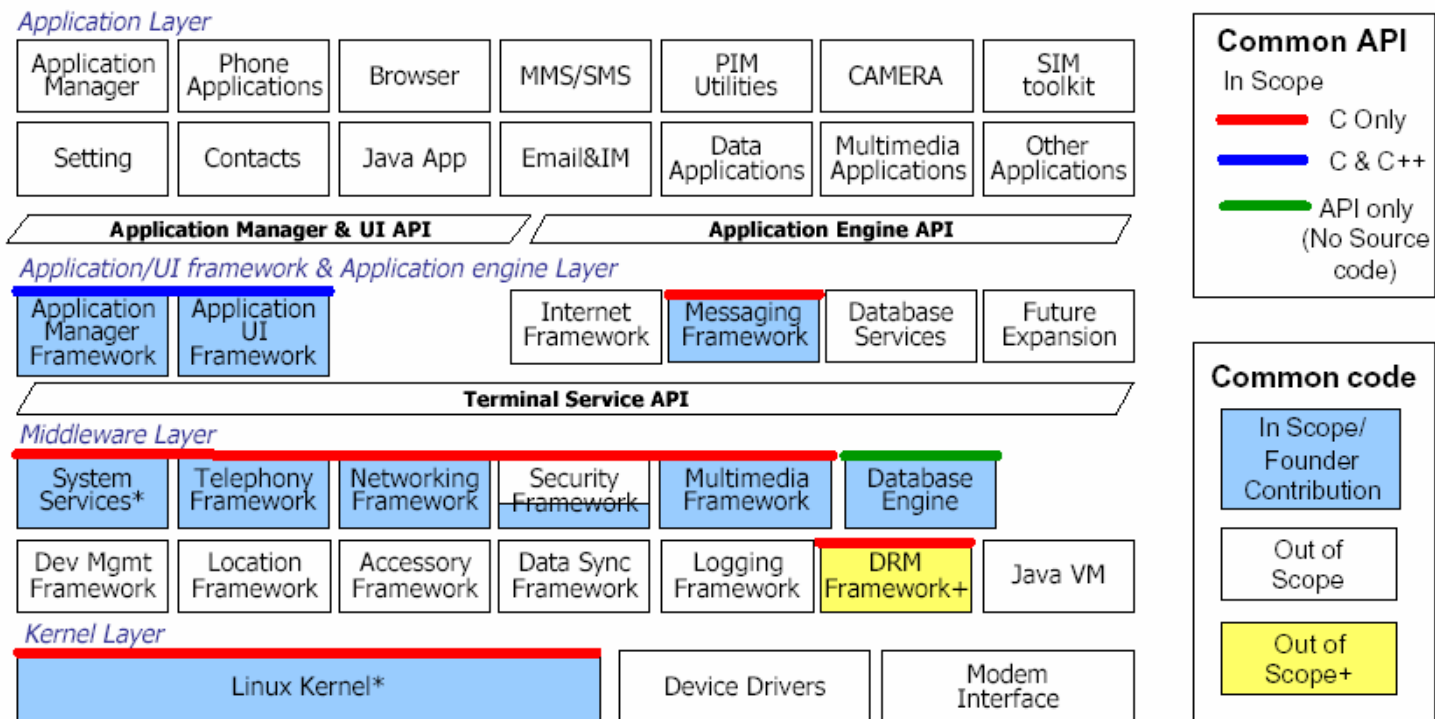 Application Layer
Application
Manager
Phone
Applications
Browser
MMS/SMS
PIM
Utilities
CAMERA
SIM
toolkit
Setting
Contacts
Java App
Email&IM
Data
Applications
Multimedia
Applications
Other
Applications
Application Manager & UI API
Application Engine API
Application/UI framework & Application engine Layer
Application
Manager
Framework
Application
UI
Framework
Internet
Framework
Messaging
Framework
Database
Services
Future
Expansion
Terminal Service API
Middleware Layer
System
Services*
Telephony
Framework
Networking
Framework
Security
Framework
Multimedia
Framework
Database
Engine
Dev Mgmt
Framework
Location
Framework
Accessory
Framework
Data Sync
Framework
Logging
Framework
DRM
Framework+
Java VM
Kernel Layer
Linux Kernel*
Device Drivers
Modem
Interface
Common API
In Scope
C Only
C & C++
API only
(No Source
code)
Common code
In Scope/
Founder
Contribution
Out of
Scope
Out of
Scope+